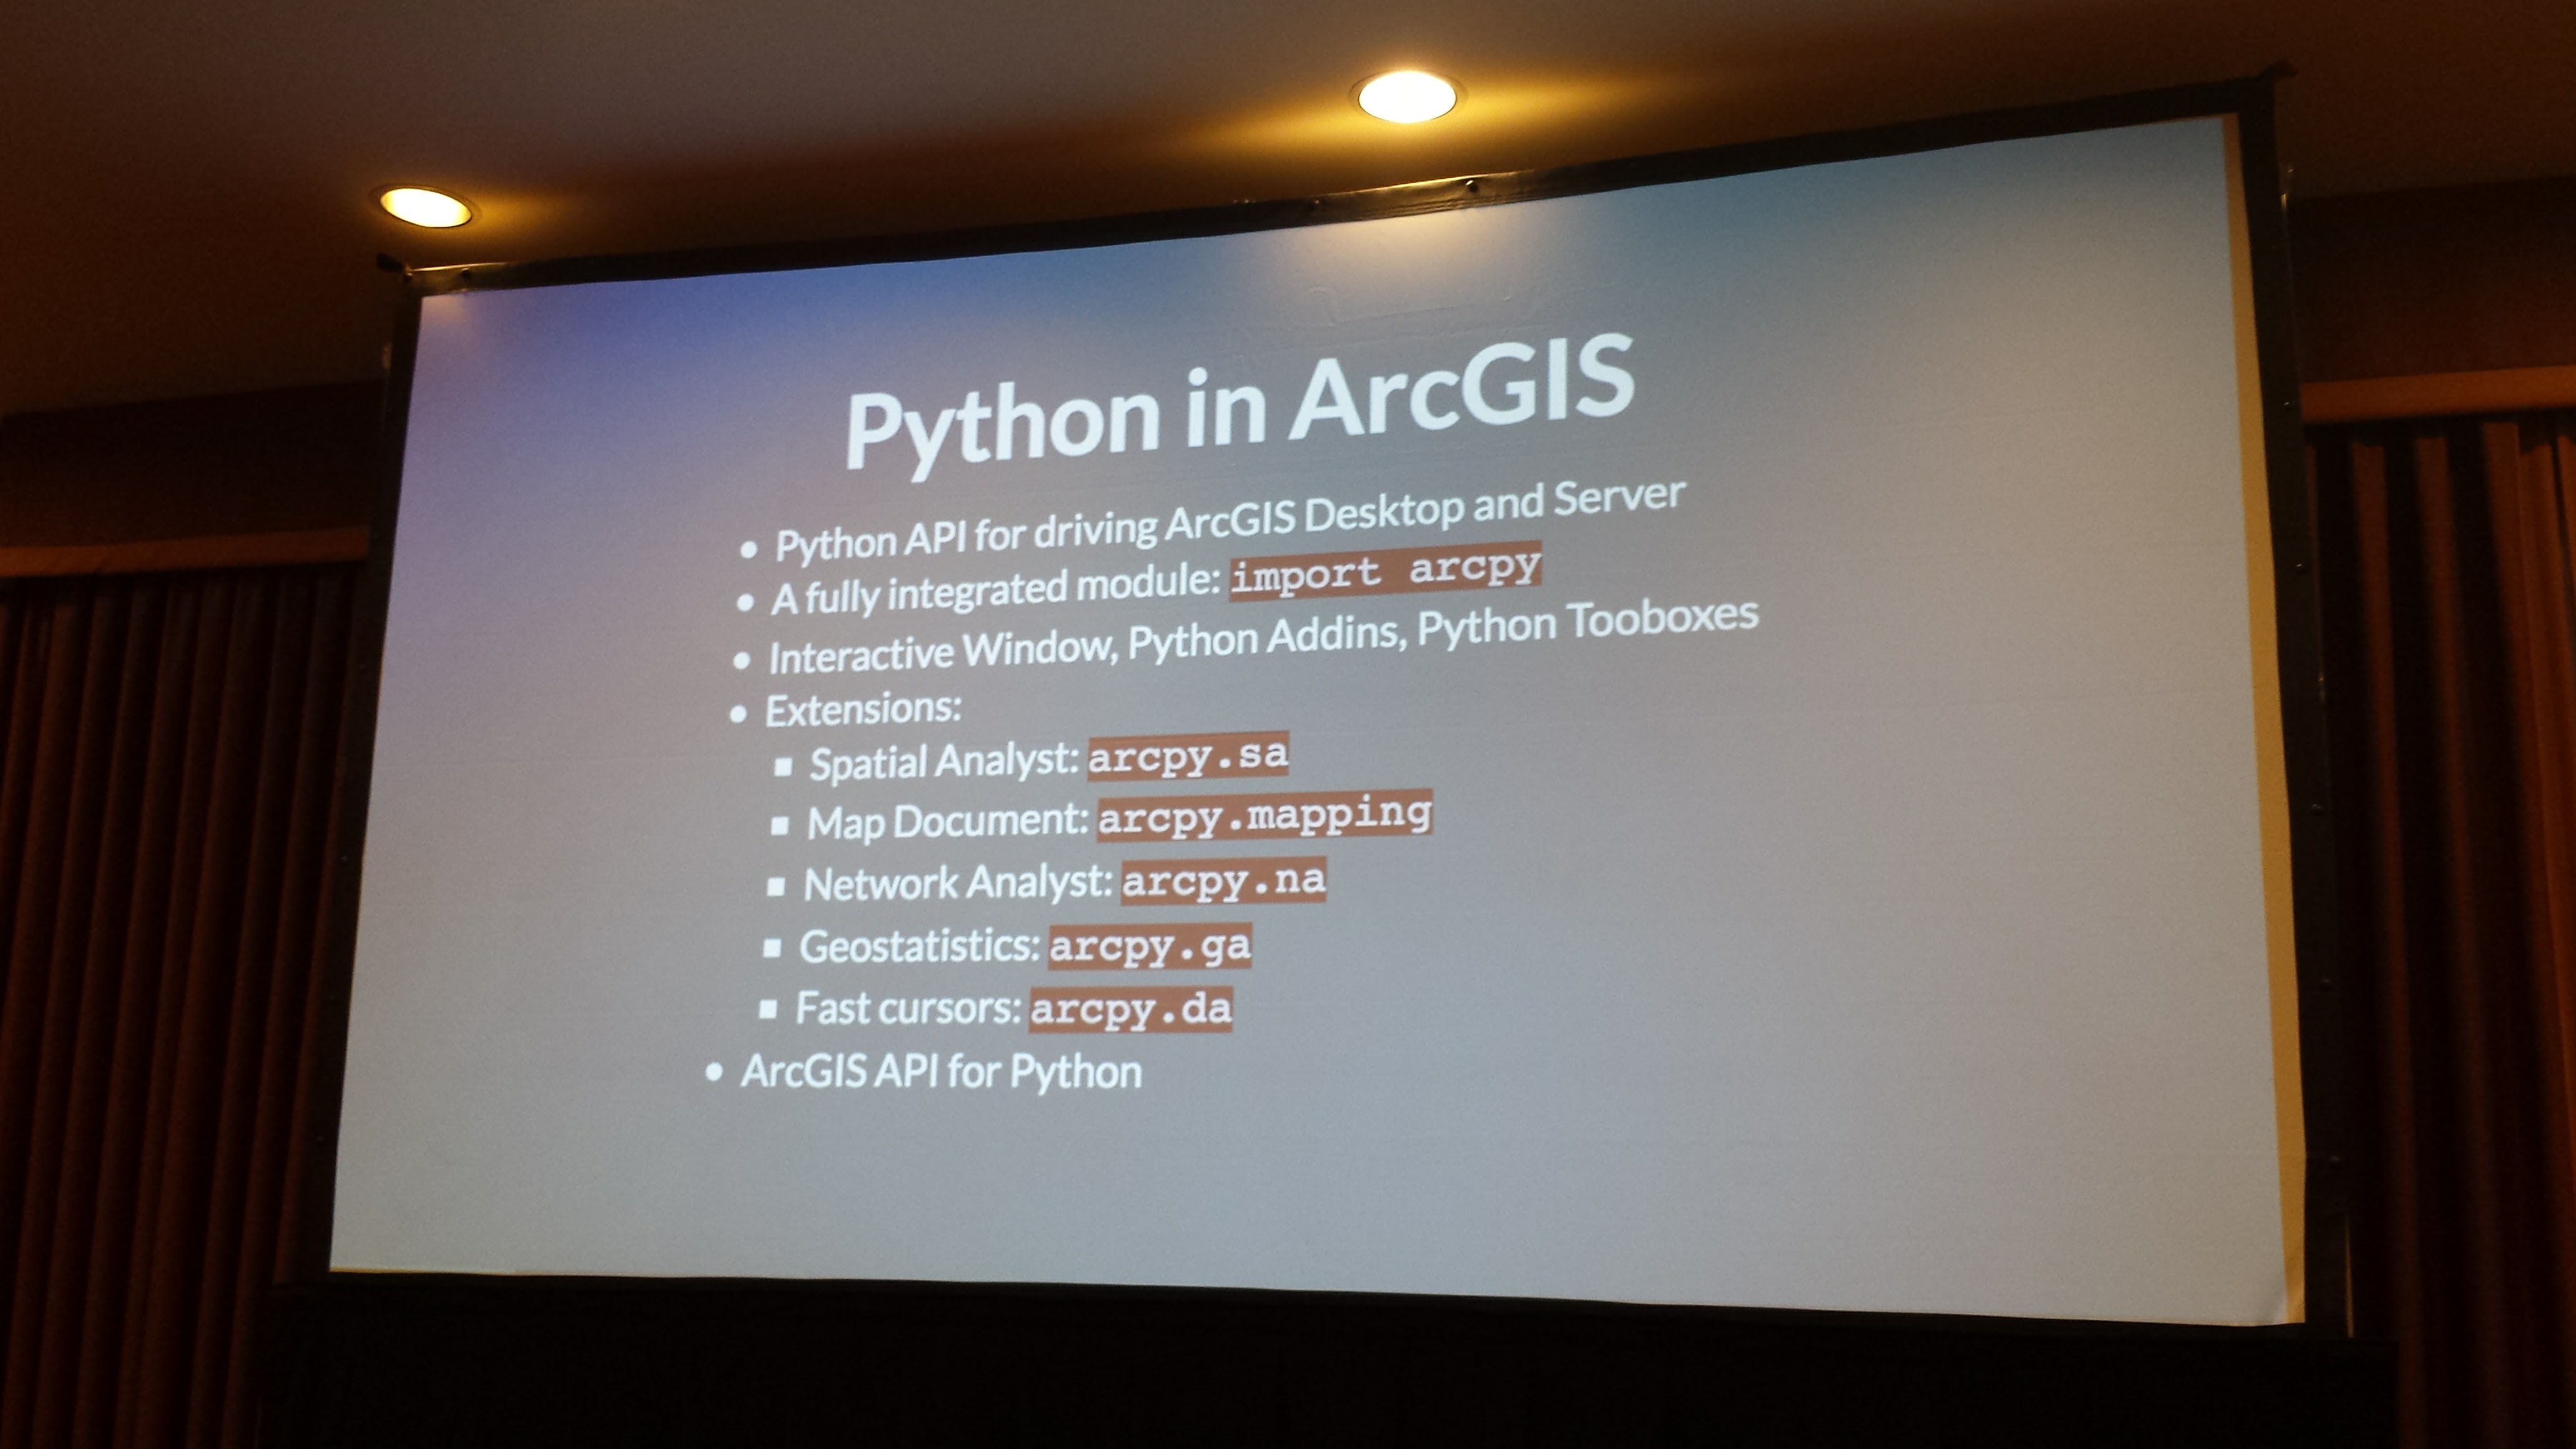 Python in ArcGIS
• Python API for driving ArcGIS Desktop and Server
• A fully integrated module: import arcpy
• Interactive Window, Python Addins, Python Tooboxes
• Extensions:
▪ Spatial Analyst: arcpy.sa
▪ Map Document: arcpy.mapping
▪ Network Analyst: arcpy.na
▪ Geostatistics: arcpy.ga
▪ Fast cursors: arcpy.da
• ArcGIS API for Python